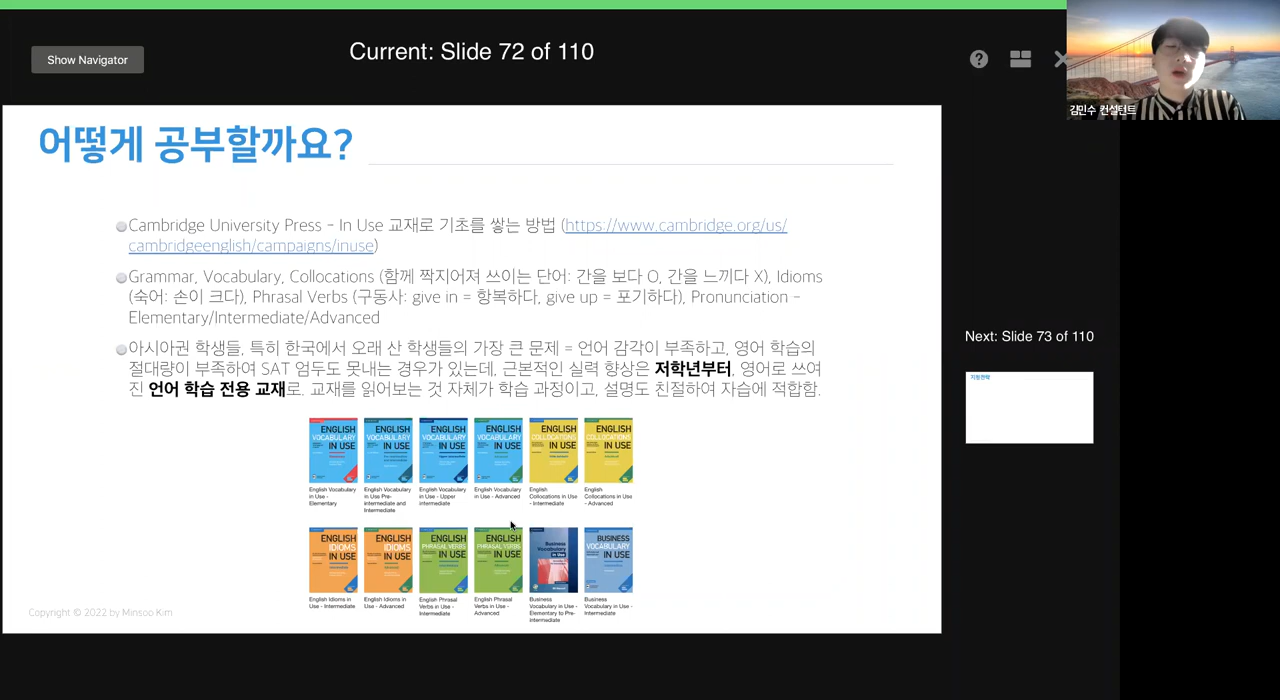 Show Navigator
Current: Slide 72 of 110
김민수 컨설턴트
어떻게 공부할까요?
Cambridge University Press – In Use 교재로 기초를 쌓는 방법 (https://www.cambridge.org/us/
cambridgeenglish/campaigns/inuse)
Grammar, Vocabulary, Collocations (함께 짝지어져 쓰이는 단어: 간을 보다 O, 간을 느끼다 X), Idioms
(숙어: 손이 크다), Phrasal Verbs (구동사: give in = 항복하다, give up = 포기하다), Pronunciation –
Elementary/Intermediate/Advanced
아시아권 학생들, 특히 한국에서 오래 산 학생들의 가장 큰 문제 = 언어 감각이 부족하고, 영어 학습의
절대량이 부족하여 SAT 엄두도 못내는 경우가 있는데. 근본적인 실력 향상은 저학년부터, 영어로 쓰여
진 언어 학습 전용 교재로. 교재를 읽어보는 것 자체가 학습 과정이고, 설명도 친절하여 자습에 적합함.
Next: Slide 73 of 110
지원전략
ENGLISH VOCABULARY IN USE
ENGLISH VOCABULARY IN USE
ENGLISH VOCABULARY IN USE
ENGLISH VOCABULARY IN USE
ENGLISH COLLOCATIONS IN USE
ENGLISH COLLOCATIONS IN USE
English Vocabulary
in Use -
Elementary
English Vocabulary
in Use Pre-
intermediate and
Intermediate
English Vocabulary
in Use - Upper
intermediate
English Vocabulary
in Use - Advanced
English
Collocations in Use
- Intermediate
English
Collocations in Use
- Advanced
ENGLISH IDIOMS IN USE
ENGLISH IDIOMS IN USE
ENGLISH PHRASAL VERBS IN USE
ENGLISH PHRASAL VERBS IN USE
Business Vocabulary in Use
BUSINESS VOCABULARY IN USE
English Idioms in
Use - Intermediate
English Idioms in
Use - Advanced
English Phrasal
Verbs in Use -
Intermediate
English Phrasal
Verbs in Use -
Advanced
Business
Vocabulary in Use -
Elementary to Pre-
intermediate
Business
Vocabulary in Use -
Intermediate
Copyright © 2022 by Minsoo Kim